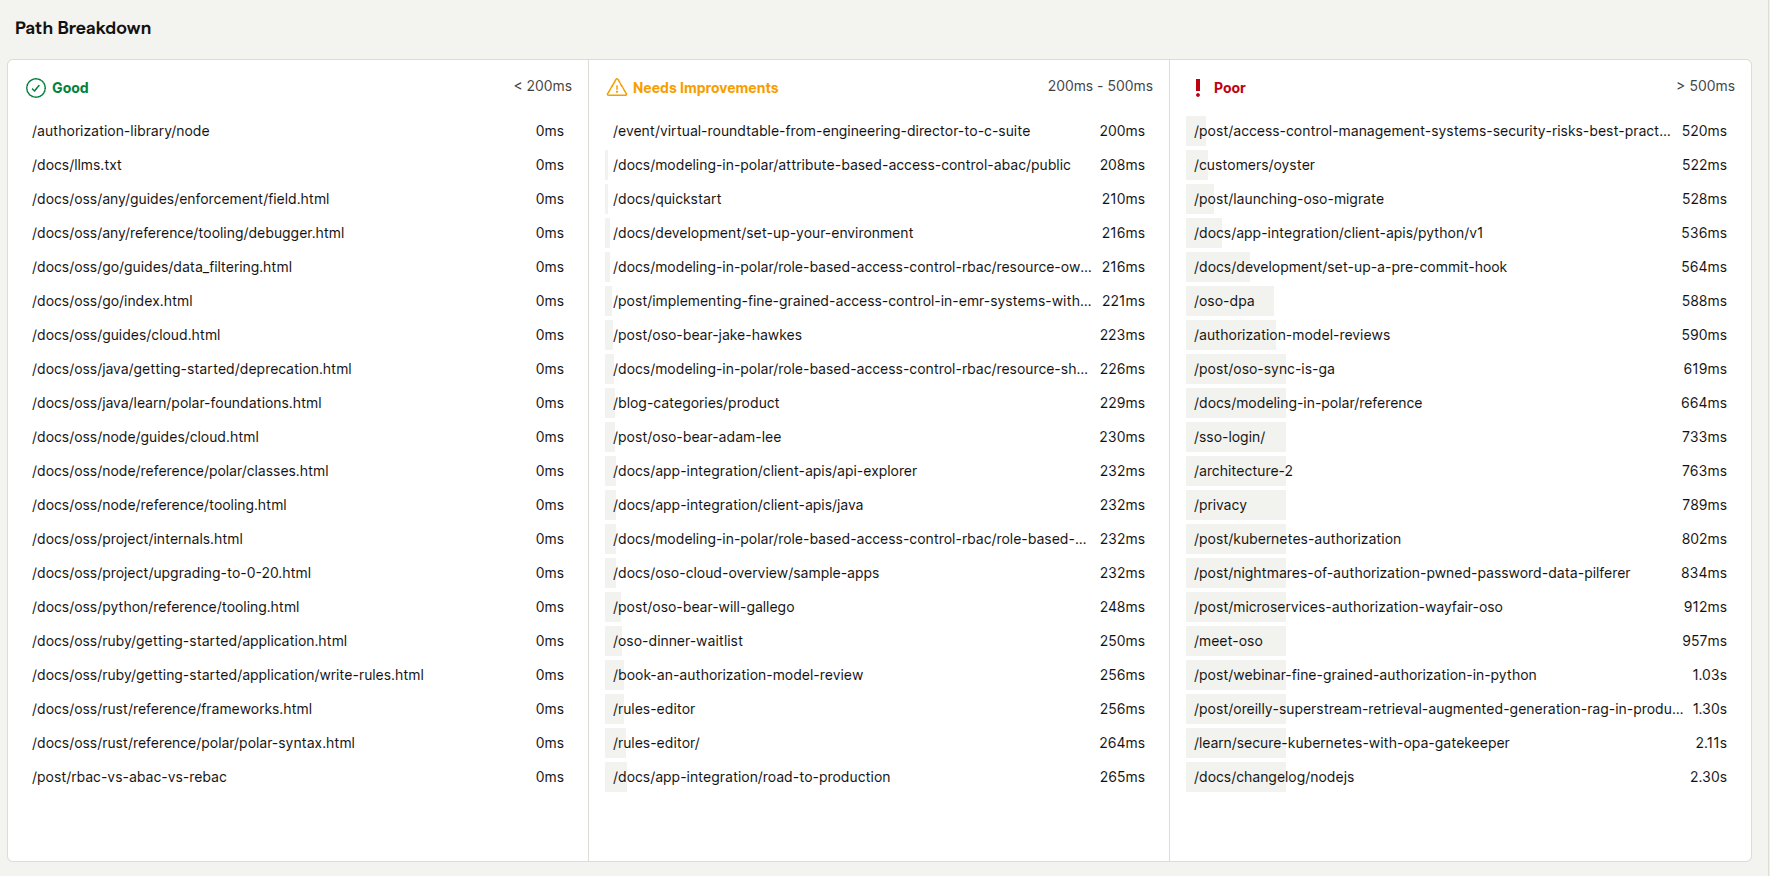 Path Breakdown
Good < 200ms
/authorization-library/node 0ms
/docs/llms.txt 0ms
/docs/oss/any/guides/enforcement/field.html 0ms
/docs/oss/any/reference/tooling/debugger.html 0ms
/docs/oss/go/guides/data_filtering.html 0ms
/docs/oss/go/index.html 0ms
/docs/oss/guides/cloud.html 0ms
/docs/oss/java/getting-started/deprecation.html 0ms
/docs/oss/java/learn/polar-foundations.html 0ms
/docs/oss/node/guides/cloud.html 0ms
/docs/oss/node/reference/polar/classes.html 0ms
/docs/oss/node/reference/tooling.html 0ms
/docs/oss/project/internals.html 0ms
/docs/oss/project/upgrading-to-0-20.html 0ms
/docs/oss/python/reference/tooling.html 0ms
/docs/oss/ruby/getting-started/application.html 0ms
/docs/oss/ruby/getting-started/application/write-rules.html 0ms
/docs/oss/rust/reference/frameworks.html 0ms
/docs/oss/rust/reference/polar/polar-syntax.html 0ms
/post/rbac-vs-abac-vs-rebac 0ms
Needs Improvements 200ms - 500ms
/event/virtual-roundtable-from-engineering-director-to-c-suite 200ms
/docs/modeling-in-polar/attribute-based-access-control-abac/public 208ms
/docs/quickstart 210ms
/docs/development/set-up-your-environment 216ms
/docs/modeling-in-polar/role-based-access-control-rbac/resource-ow... 216ms
/post/implementing-fine-grained-access-control-in-emr-systems-with... 221ms
/post/oso-bear-jake-hawkes 223ms
/docs/modeling-in-polar/role-based-access-control-rbac/resource-sh... 226ms
/blog-categories/product 229ms
/post/oso-bear-adam-lee 230ms
/docs/app-integration/client-apis/api-explorer 232ms
/docs/app-integration/client-apis/java 232ms
/docs/modeling-in-polar/role-based-access-control-rbac/role-based-... 232ms
/docs/oso-cloud-overview/sample-apps 232ms
/post/oso-bear-will-gallego 248ms
/oso-dinner-waitlist 250ms
/book-an-authorization-model-review 256ms
/rules-editor 256ms
/rules-editor/ 264ms
/docs/app-integration/road-to-production 265ms
Poor > 500ms
/post/access-control-management-systems-security-risks-best-pract... 520ms
/customers/oyster 522ms
/post/launching-oso-migrate 528ms
/docs/app-integration/client-apis/python/v1 536ms
/docs/development/set-up-a-pre-commit-hook 564ms
/oso-dpa 588ms
/authorization-model-reviews 590ms
/post/oso-sync-is-ga 619ms
/docs/modeling-in-polar/reference 664ms
/sso-login/ 733ms
/architecture-2 763ms
/privacy 789ms
/post/kubernetes-authorization 802ms
/post/nightmares-of-authorization-pwned-password-data-pilferer 834ms
/post/microservices-authorization-wayfair-oso 912ms
/meet-oso 957ms
/post/webinar-fine-grained-authorization-in-python 1.03s
/post/oreilly-superstream-retrieval-augmented-generation-rag-in-produ... 1.30s
/learn/secure-kubernetes-with-opa-gatekeeper 2.11s
/docs/changelog/nodejs 2.30s